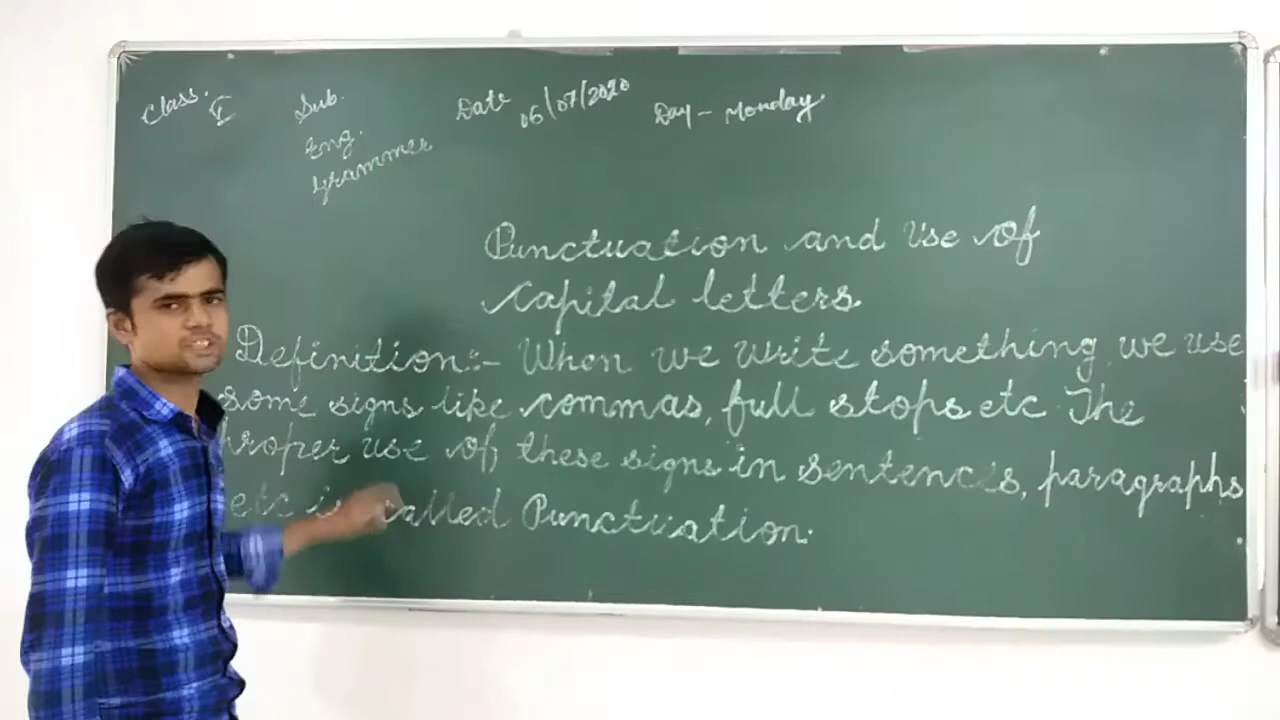 Class. I Sub. Date 06/07/2020 Day - Monday.
Eng.
Grammer
Punctuation and Use of
capital letters
Definition:- When we write something, we use
some signs like commas, full stops etc. The
proper use of these signs in sentences, paragraphs
etc is called Punctuation.